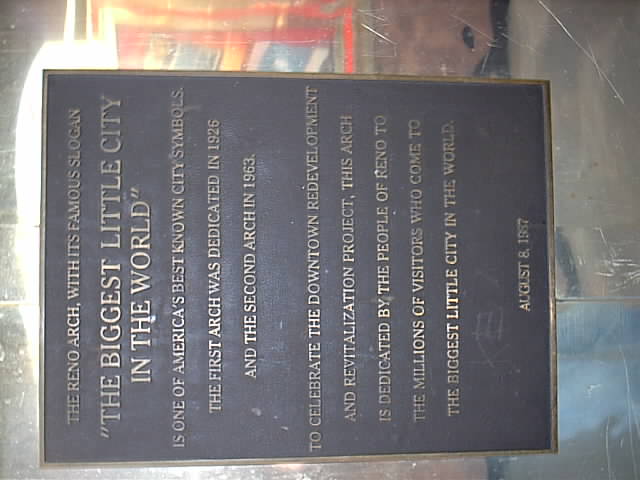 THE RENO ARCH, WITH ITS FAMOUS SLOGAN
"THE BIGGEST LITTLE CITY
IN THE WORLD"
IS ONE OF AMERICA'S BEST KNOWN CITY SYMBOLS.
THE FIRST ARCH WAS DEDICATED IN 1926
AND THE SECOND ARCH IN 1963.
TO CELEBRATE THE DOWNTOWN REDEVELOPMENT
AND REVITALIZATION PROJECT, THIS ARCH
IS DEDICATED BY THE PEOPLE OF RENO TO
THE MILLIONS OF VISITORS WHO COME TO
THE BIGGEST LITTLE CITY IN THE WORLD.
AUGUST 8, 1987